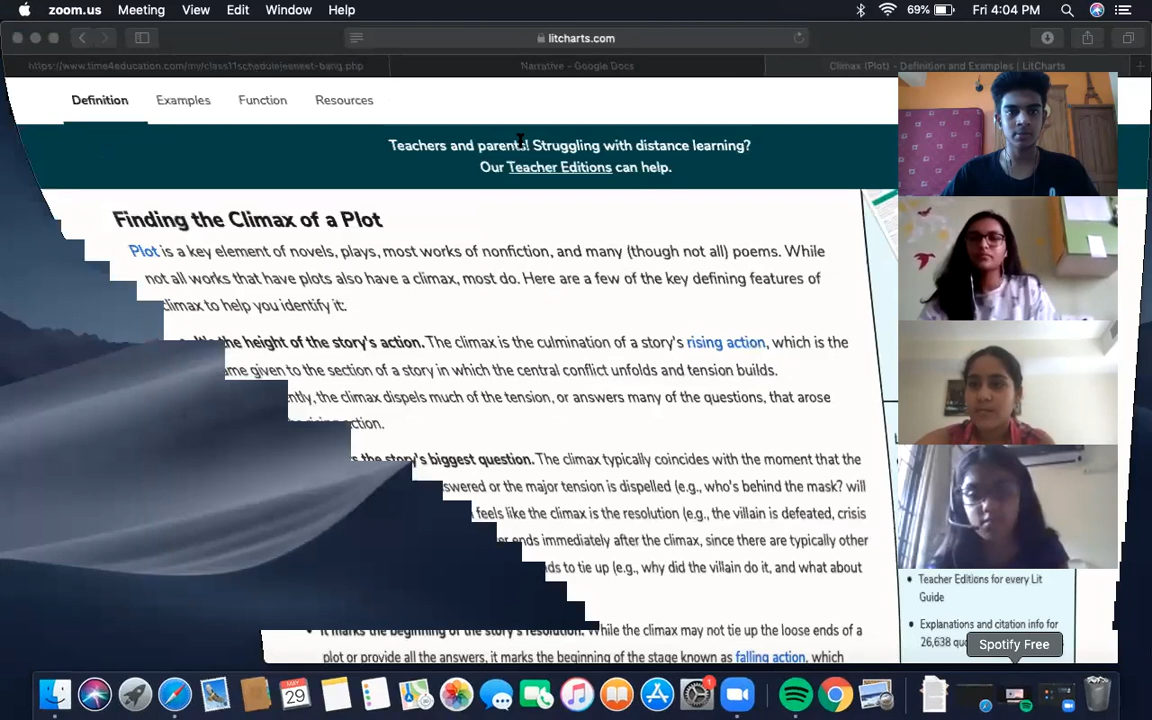 zoom.us Meeting View Edit Window Help 69% Fri 4:04 PM
litcharts.com
Narrative - Google Docs Climax (Plot) - Definition and Examples | LitCharts
Definition Examples Function Resources
Teachers and parents! Struggling with distance learning?
Our Teacher Editions can help.
Finding the Climax of a Plot
Plot is a key element of novels, plays, most works of nonfiction, and many (though not all) poems. While
not all works that have plots also have a climax, most do. Here are a few of the key defining features of
climax to help you identify it:
the height of the story's action. The climax is the culmination of a story's rising action, which is the
given to the section of a story in which the central conflict unfolds and tension builds.
the climax dispels much of the tension, or answers many of the questions, that arose
the story's biggest question. The climax typically coincides with the moment that the
or the major tension is dispelled (e.g., who's behind the mask? will
feels like the climax is the resolution (e.g., the villain is defeated, crisis
ends immediately after the climax, since there are typically other
to tie up (e.g., why did the villain do it, and what about
• It marks the beginning of the story's resolution. While the climax may not tie up the loose ends of a
plot or provide all the answers, it marks the beginning of the stage known as falling action, which
• Teacher Editions for every Lit
Guide
• Explanations and citation info for
26,638
Spotify Free
MAY
29
1